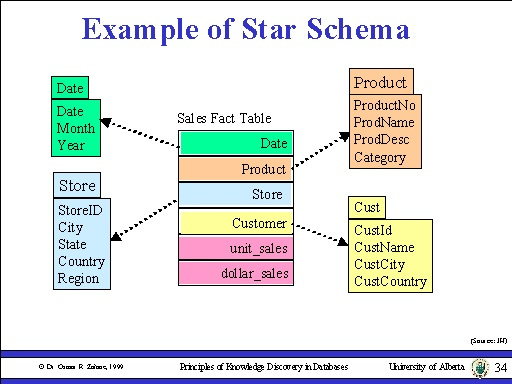 Example of Star Schema
Date
Date
Month
Year
Store
StoreID
City
State
Country
Region
Sales Fact Table
Date
Product
Store
Customer
unit_sales
dollar_sales
Product
ProductNo
ProdName
ProdDesc
Category
Cust
CustId
CustName
CustCity
CustCountry
(Source: JH)
© Dr. Osmar R. Zaïane, 1999
Principles of Knowledge Discovery in Databases
University of Alberta
34